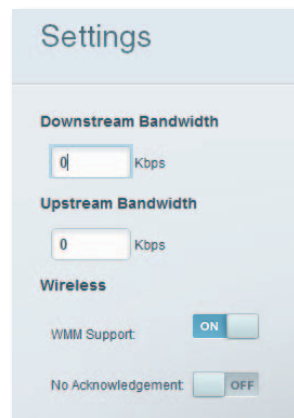 Settings
Downstream Bandwidth
0 Kbps
Upstream Bandwidth
0 Kbps
Wireless
WMM Support: ON
No Acknowledgement: OFF